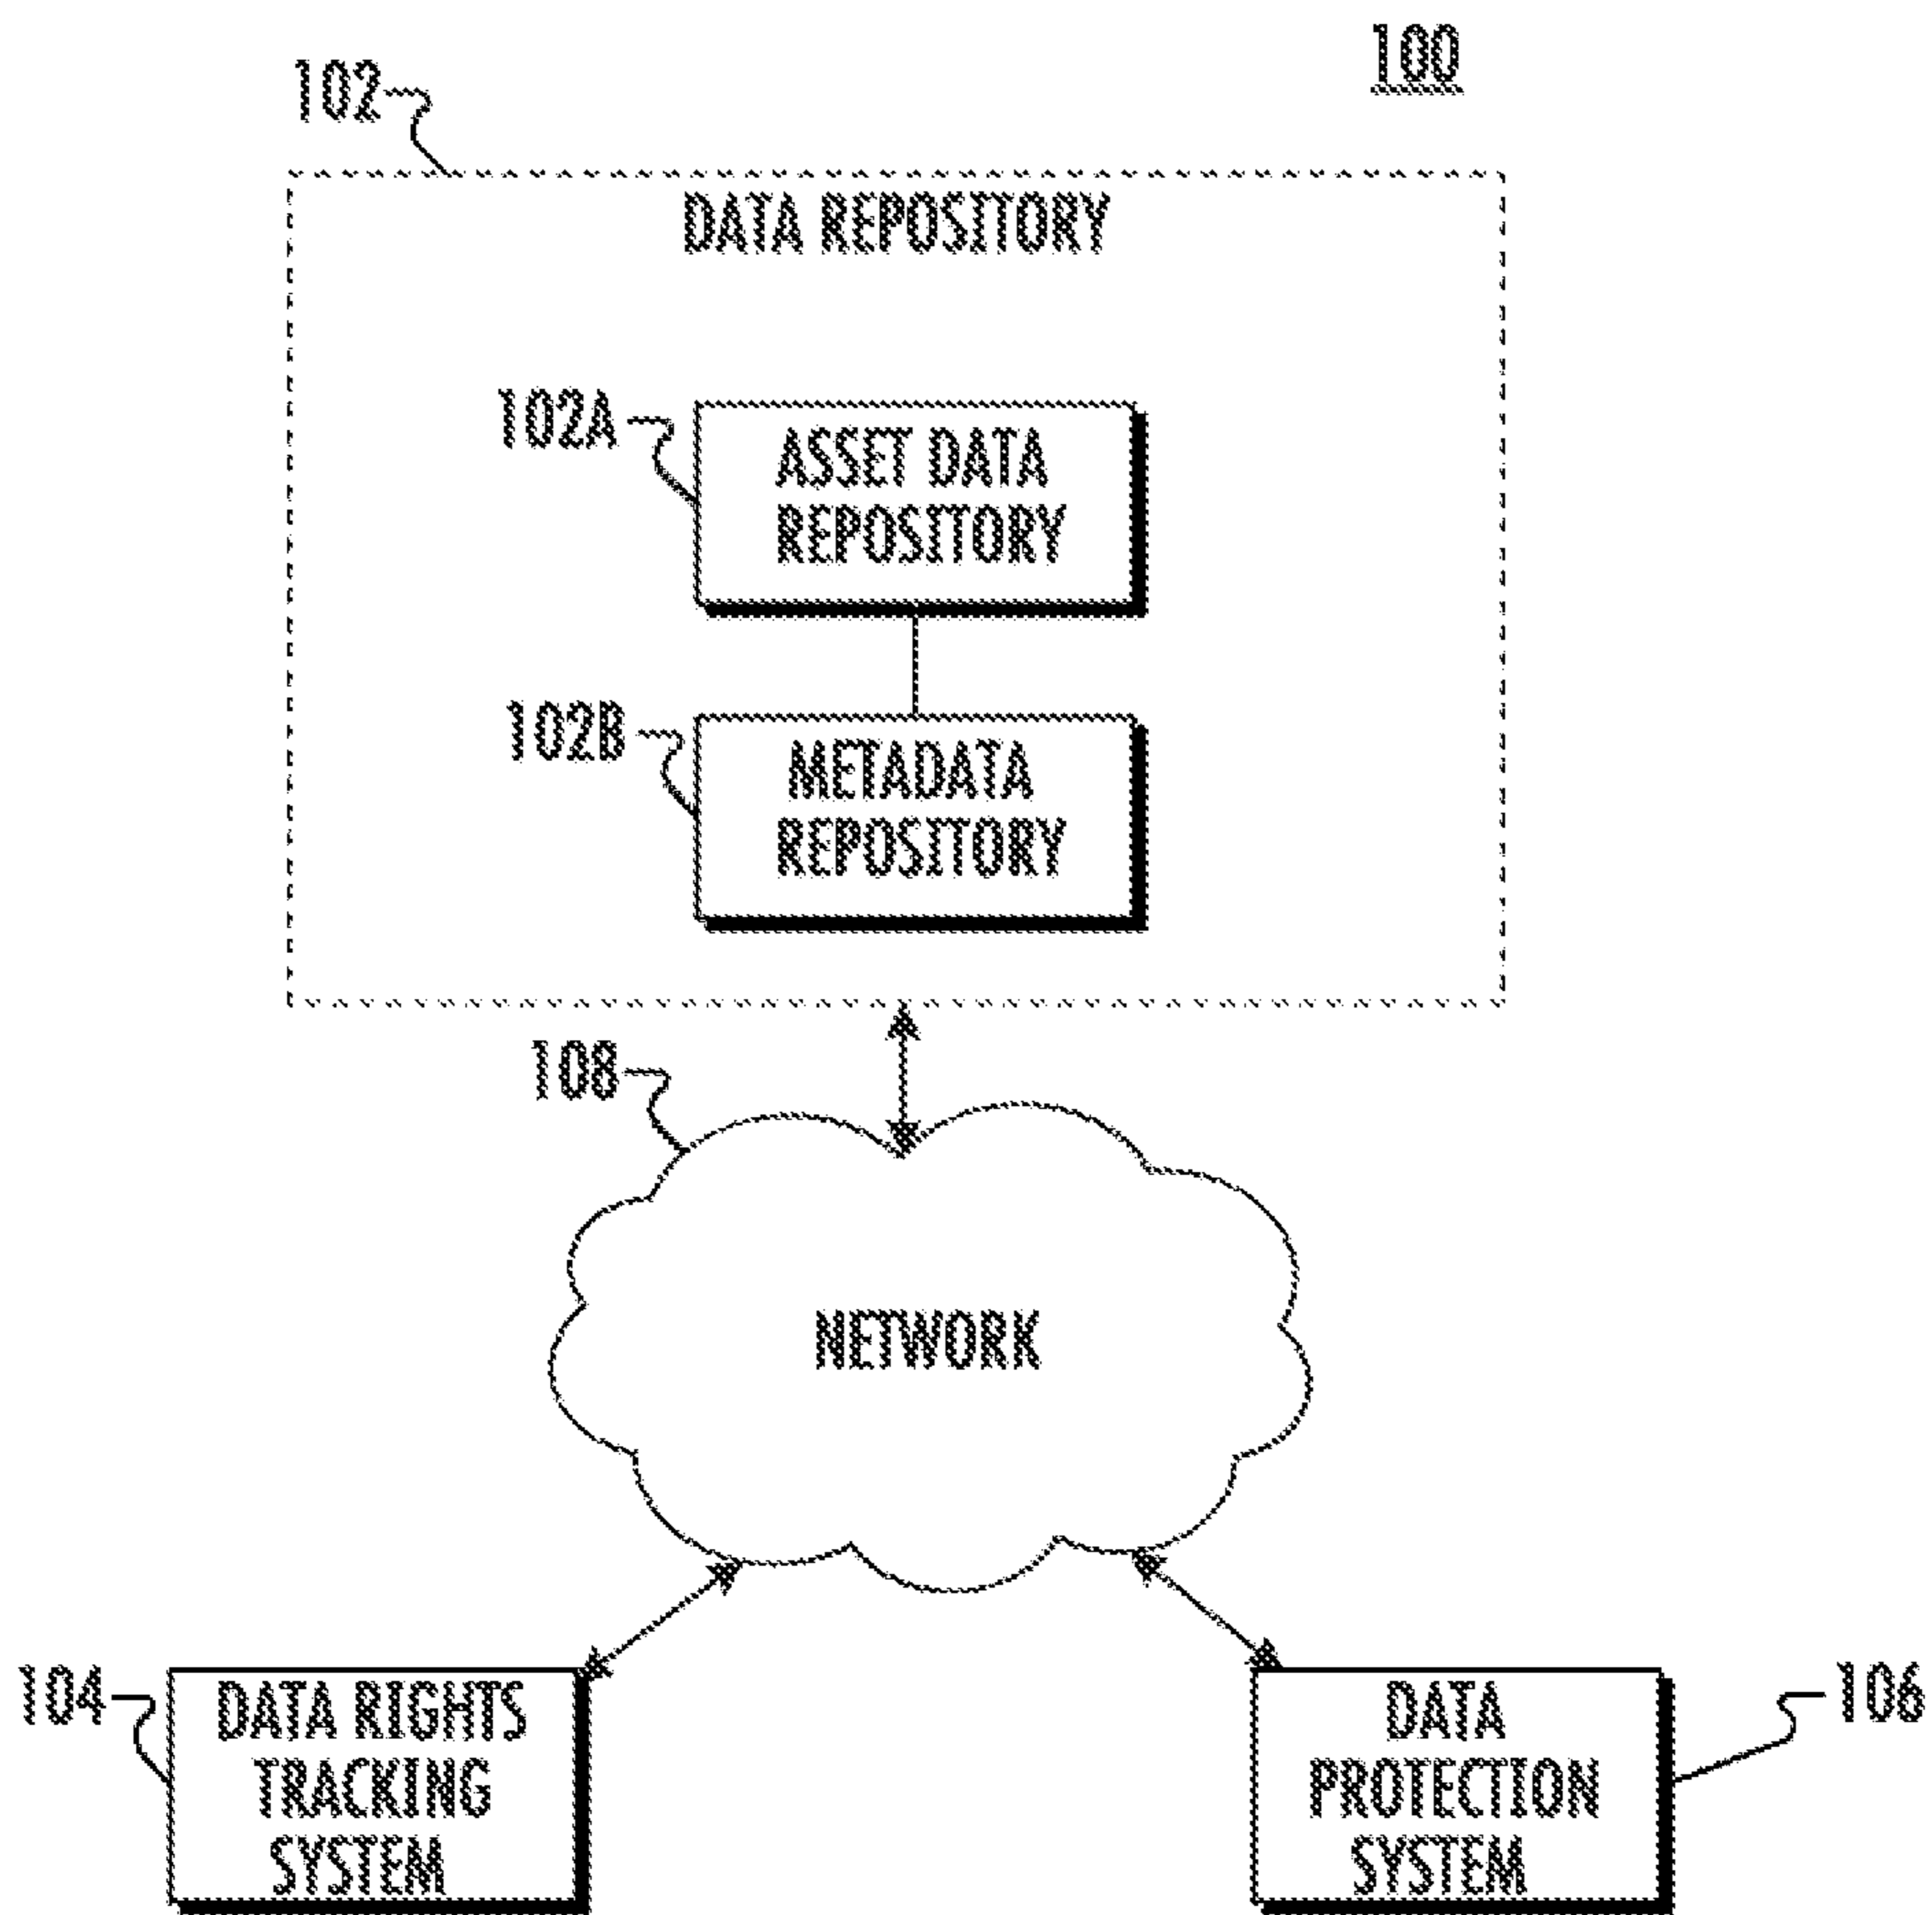 100
102
DATA REPOSITORY
102A
ASSET DATA
REPOSITORY
102B
METADATA
REPOSITORY
108
NETWORK
104
DATA RIGHTS
TRACKING
SYSTEM
DATA
PROTECTION
SYSTEM
106